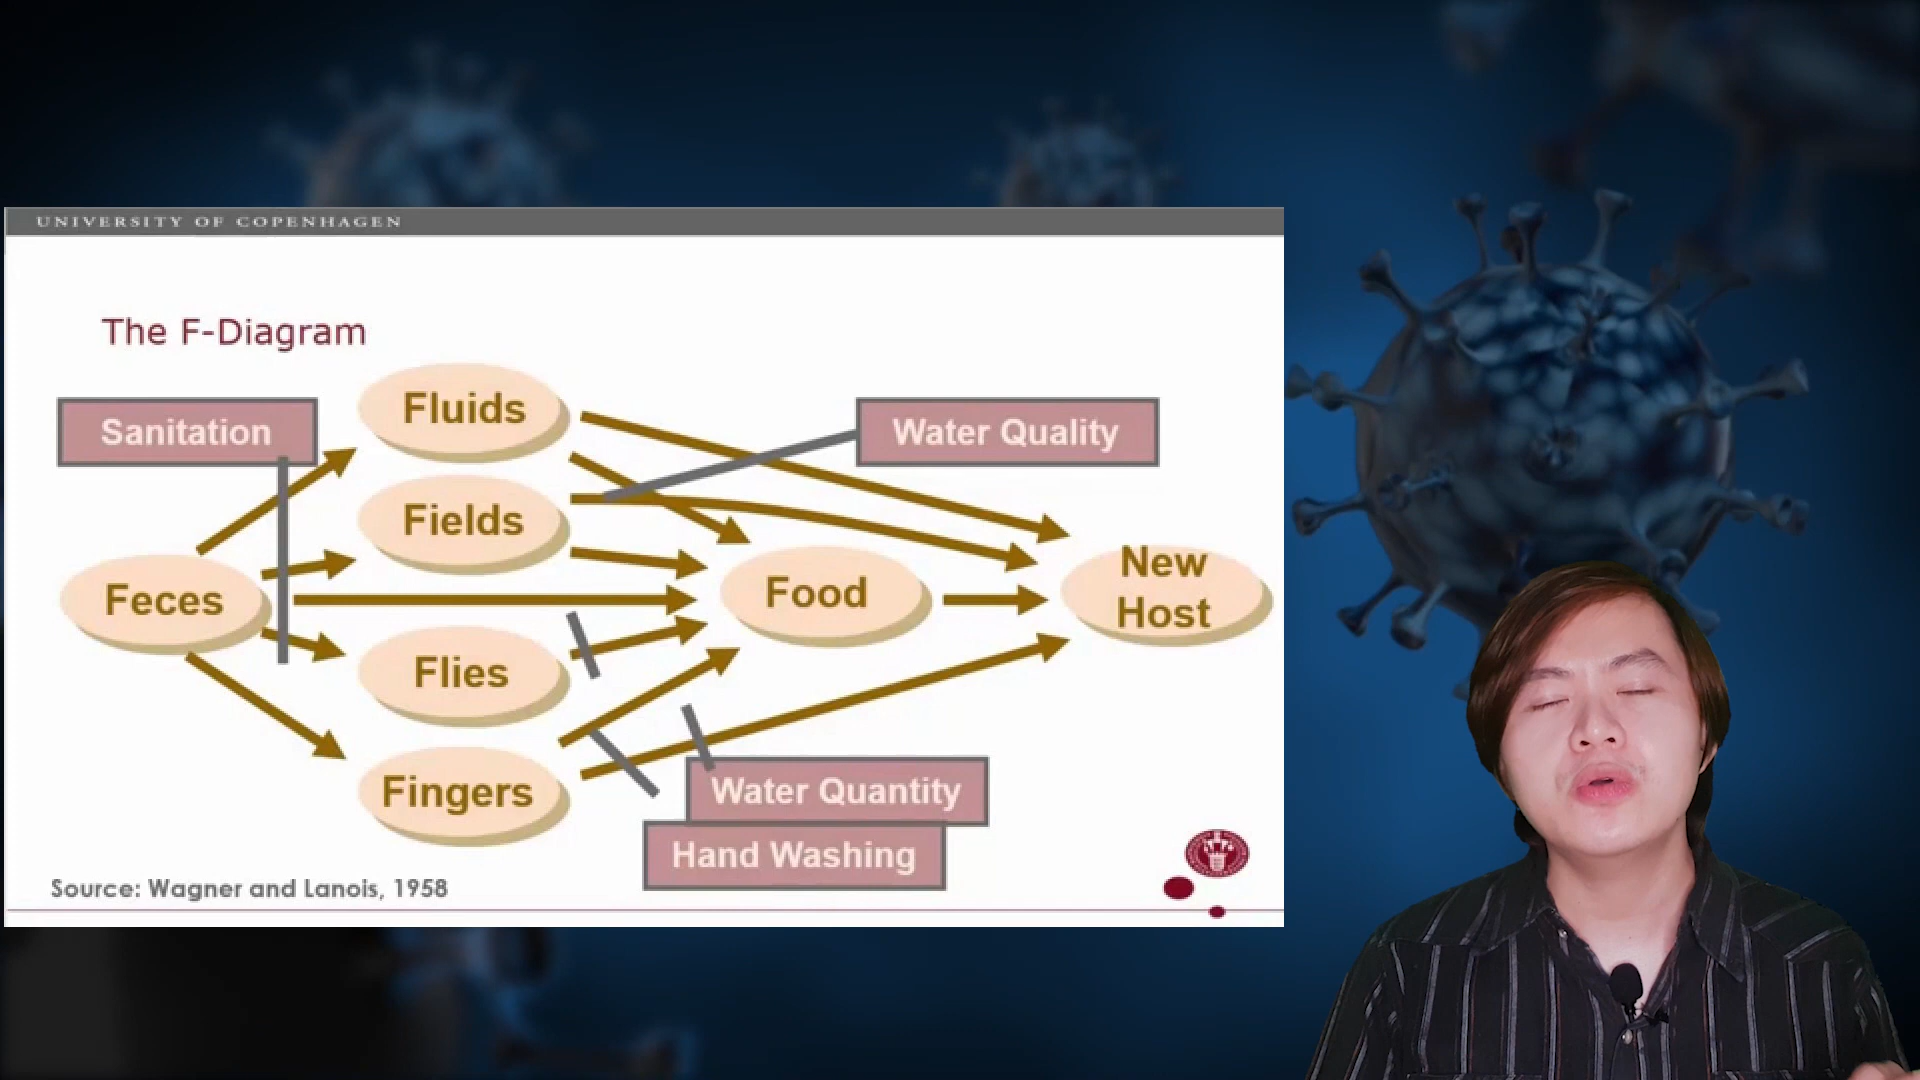 UNIVERSITY OF COPENHAGEN
The F-Diagram
Sanitation
Fluids
Water Quality
Fields
Feces
Food
New
Host
Flies
Fingers
Water Quantity
Hand Washing
Source: Wagner and Lanois, 1958